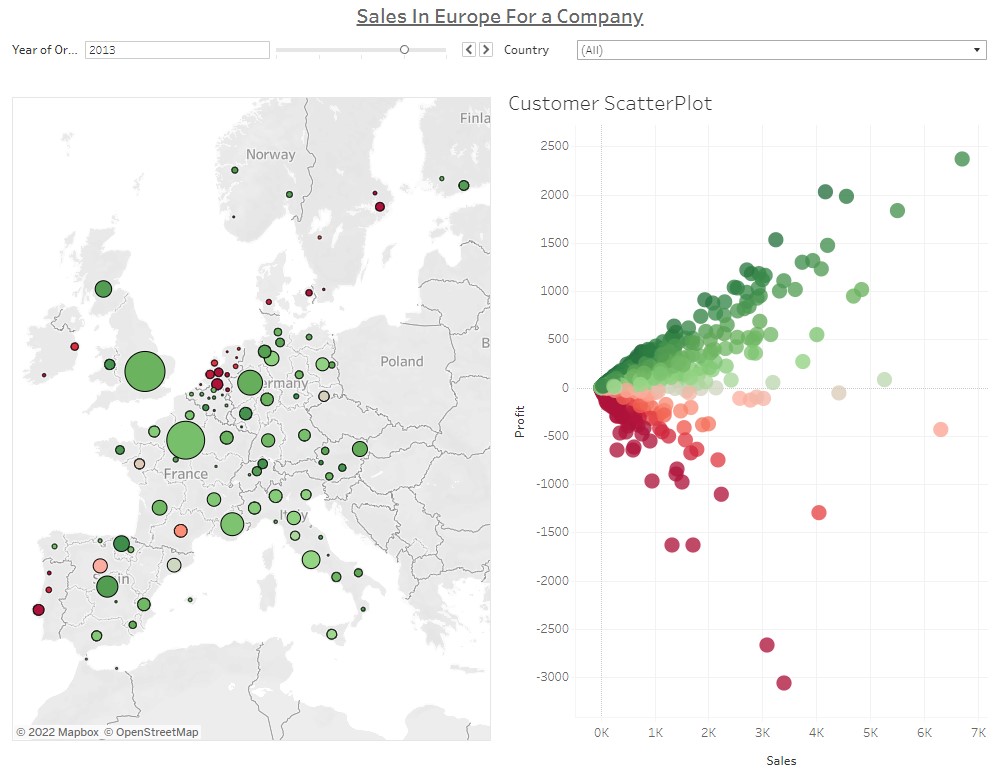 Sales In Europe For a Company
Year of Or... 2013 Country (All)
Customer ScatterPlot
Finla
Norway
Poland
B
ermany
France
Italy
Spain
© 2022 Mapbox © OpenStreetMap
Profit
2500
2000
1500
1000
500
0
-500
-1000
-1500
-2000
-2500
-3000
0K 1K 2K 3K 4K 5K 6K 7K
Sales